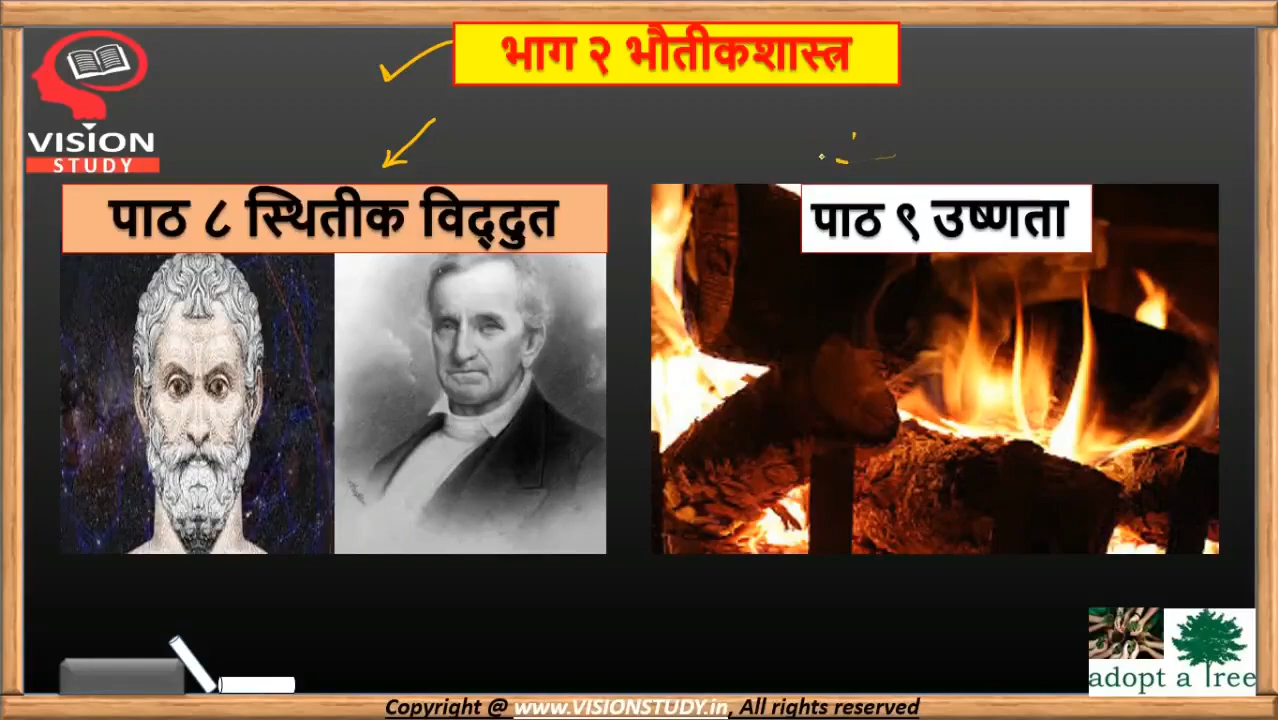 भाग २ भौतीकशास्त्र
VISION
STUDY
पाठ ८ स्थितीक विद्‌दुत
पाठ ९ उष्णता
adopt a Tree
Copyright @ www.VISIONSTUDY.in, All rights reserved